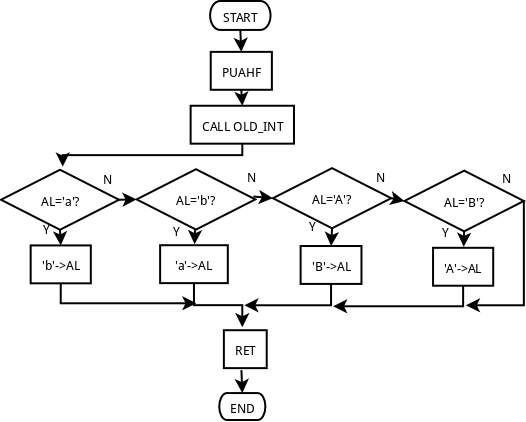 START
PUAHF
CALL OLD_INT
AL='a'?
N
AL='b'?
N
AL='A'?
N
AL='B'?
N
Y
Y
Y
Y
'b'->AL
'a'->AL
'B'->AL
'A'->AL
RET
END